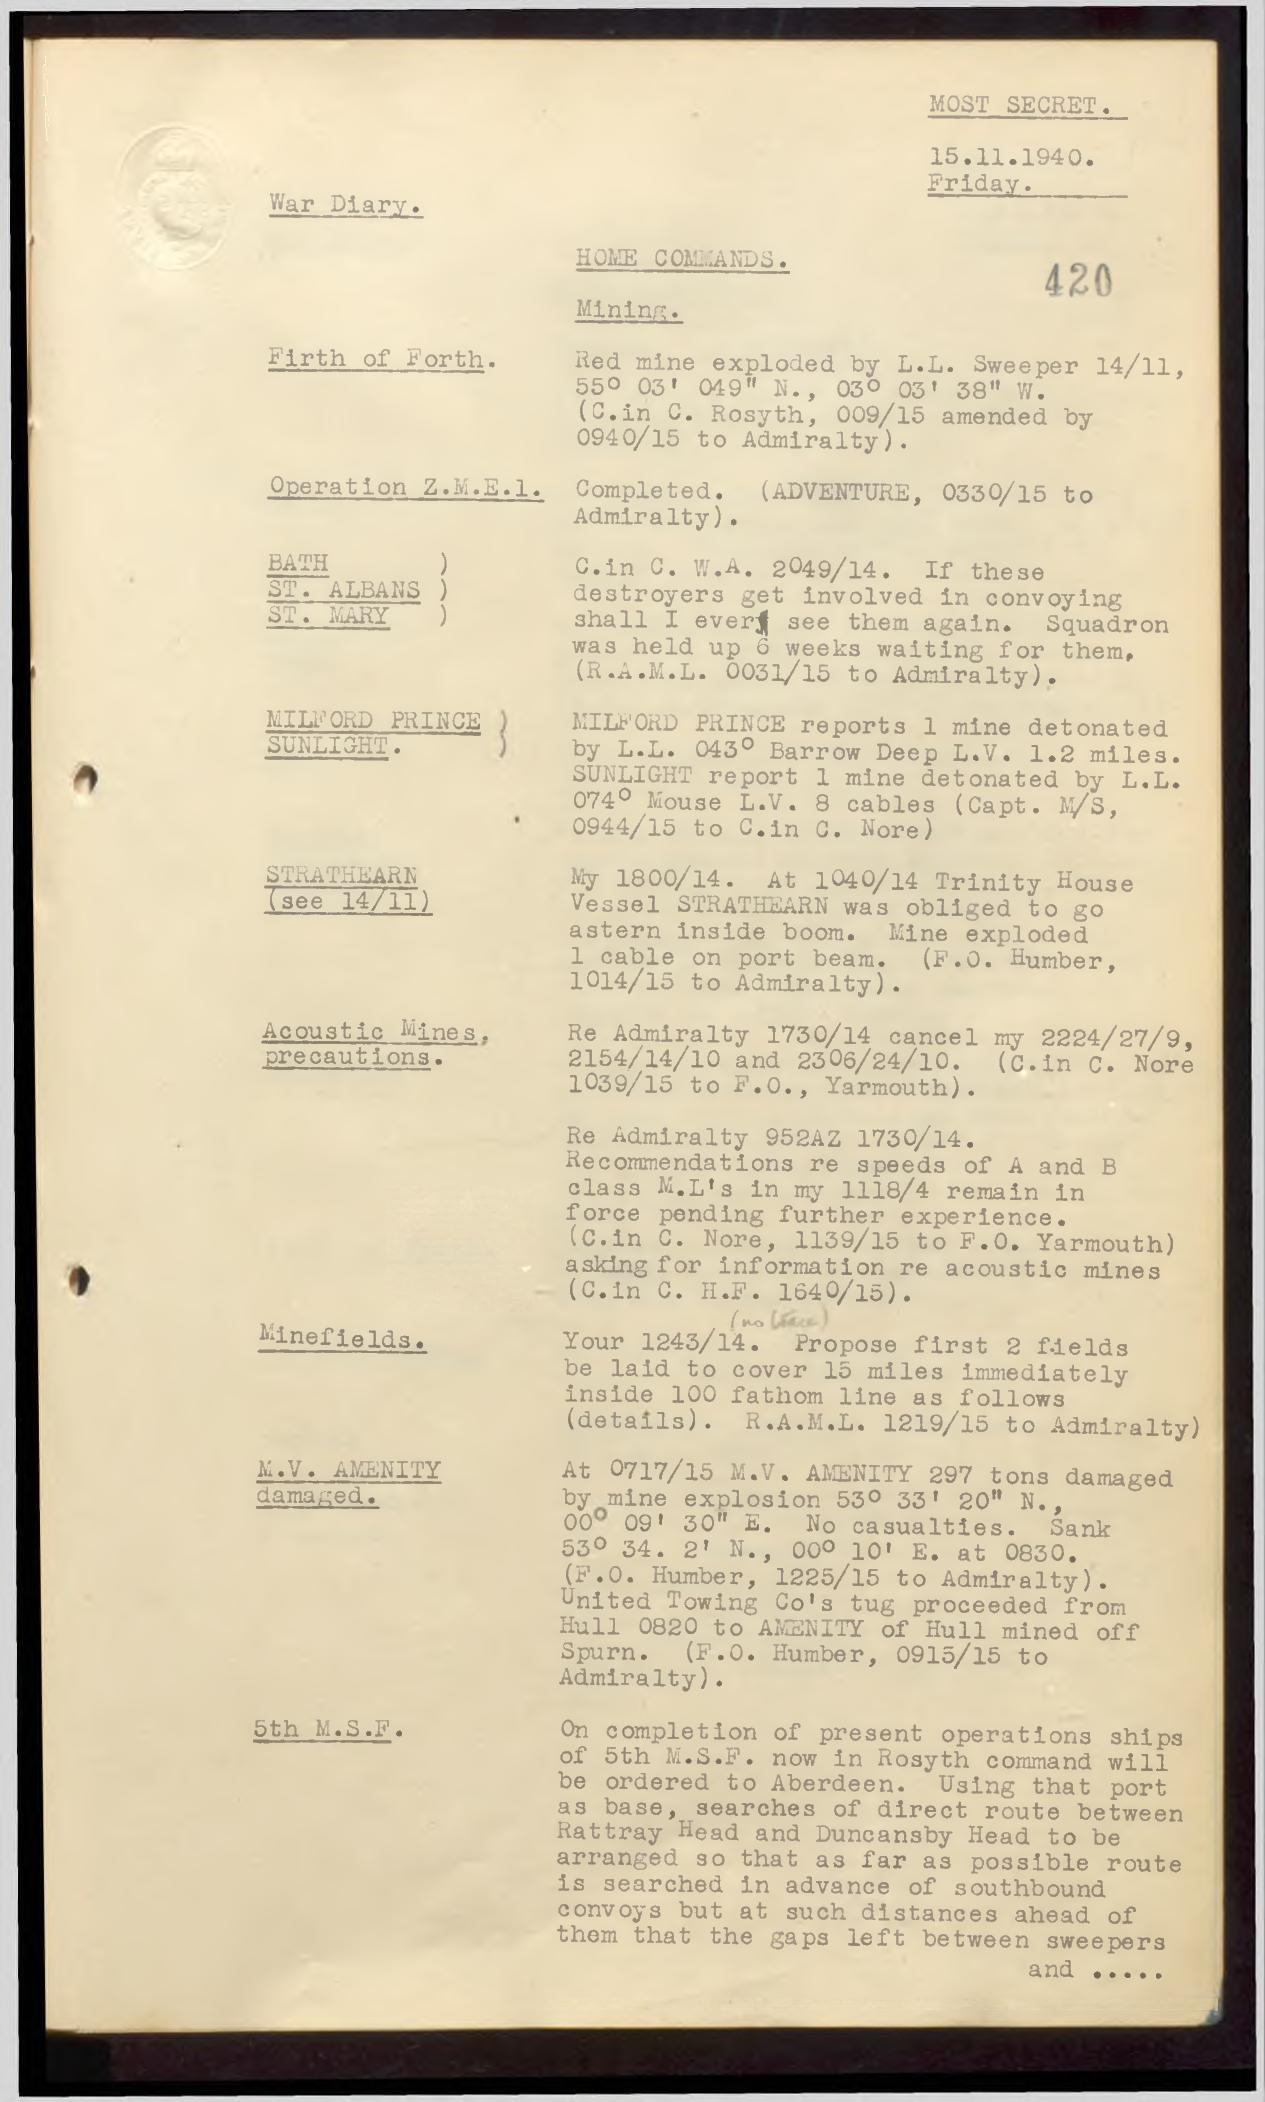 MOST SECRET.
15.11.1940.
Friday.
War Diary.
HOME COMMANDS.
420
Mining.
Firth of Forth. Red mine exploded by L.L. Sweeper 14/11,
55° 03' 049" N., 03° 03' 38" W.
(C.in C. Rosyth, 009/15 amended by
0940/15 to Admiralty).
Operation Z.M.E.1. Completed. (ADVENTURE, 0330/15 to
Admiralty).
BATH ) C.in C. W.A. 2049/14. If these
ST. ALBANS ) destroyers get involved in convoying
ST. MARY ) shall I ever see them again. Squadron
was held up 6 weeks waiting for them.
(R.A.M.L. 0031/15 to Admiralty).
MILFORD PRINCE ) MILFORD PRINCE reports 1 mine detonated
SUNLIGHT. ) by L.L. 043° Barrow Deep L.V. 1.2 miles.
SUNLIGHT report 1 mine detonated by L.L.
074° Mouse L.V. 8 cables (Capt. M/S,
0944/15 to C.in C. Nore)
STRATHEARN My 1800/14. At 1040/14 Trinity House
(see 14/11) Vessel STRATHEARN was obliged to go
astern inside boom. Mine exploded
1 cable on port beam. (F.O. Humber,
1014/15 to Admiralty).
Acoustic Mines, Re Admiralty 1730/14 cancel my 2224/27/9,
precautions. 2154/14/10 and 2306/24/10. (C.in C. Nore
1039/15 to F.O., Yarmouth).
Re Admiralty 952AZ 1730/14.
Recommendations re speeds of A and B
class M.L's in my 1118/4 remain in
force pending further experience.
(C.in C. Nore, 1139/15 to F.O. Yarmouth)
asking for information re acoustic mines
(C.in C. H.F. 1640/15).
(no trace)
Minefields. Your 1243/14. Propose first 2 fields
be laid to cover 15 miles immediately
inside 100 fathom line as follows
(details). R.A.M.L. 1219/15 to Admiralty)
M.V. AMENITY At 0717/15 M.V. AMENITY 297 tons damaged
damaged. by mine explosion 53° 33' 20" N.,
00° 09' 30" E. No casualties. Sank
53° 34. 2' N., 00° 10' E. at 0830.
(F.O. Humber, 1225/15 to Admiralty).
United Towing Co's tug proceeded from
Hull 0820 to AMENITY of Hull mined off
Spurn. (F.O. Humber, 0915/15 to
Admiralty).
5th M.S.F. On completion of present operations ships
of 5th M.S.F. now in Rosyth command will
be ordered to Aberdeen. Using that port
as base, searches of direct route between
Rattray Head and Duncansby Head to be
arranged so that as far as possible route
is searched in advance of southbound
convoys but at such distances ahead of
them that the gaps left between sweepers
and .....